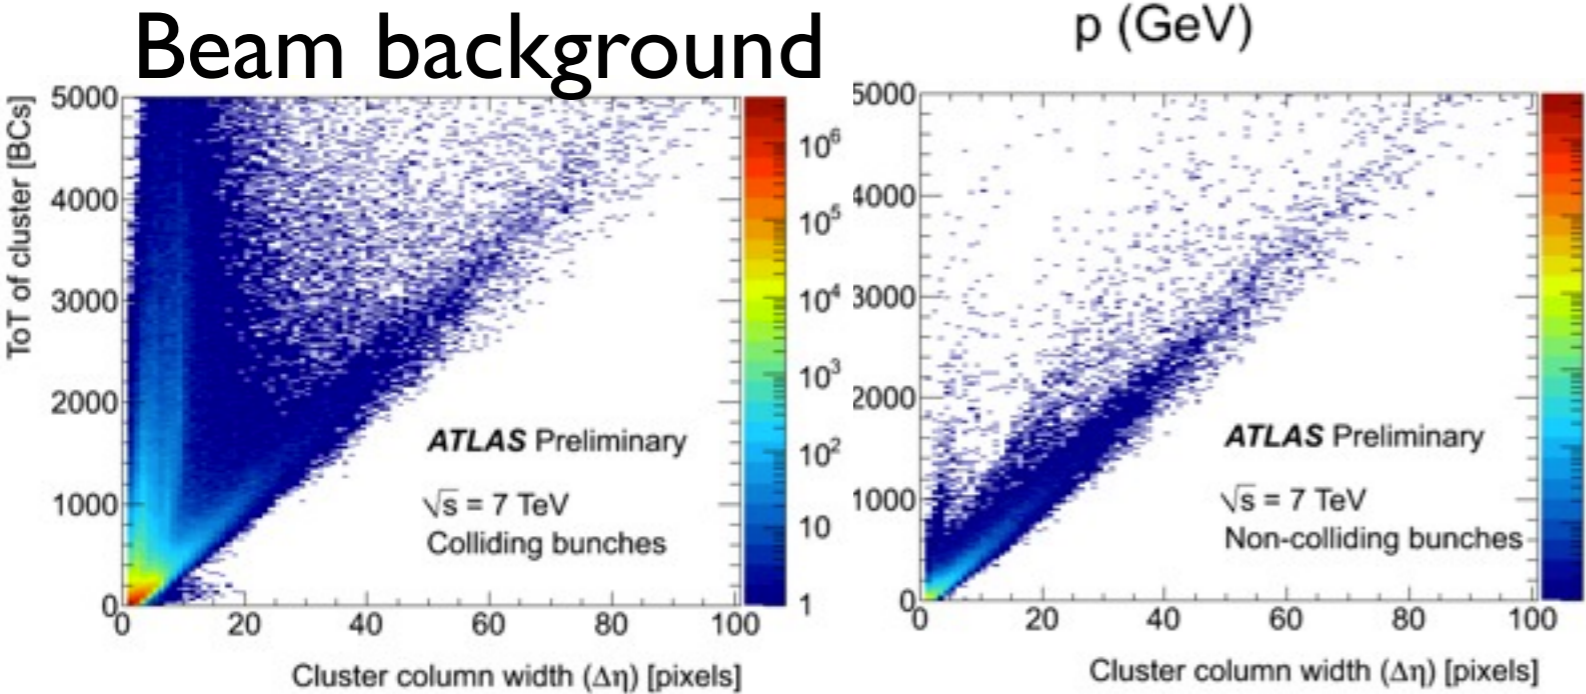 Beam background
p (GeV)
ToT of cluster [BCs]
5000
4000
3000
2000
1000
0
0 20 40 60 80 100
Cluster column width (Δη) [pixels]
ATLAS Preliminary
√s = 7 TeV
Colliding bunches
10⁶
10⁵
10⁴
10³
10²
10
1
5000
4000
3000
2000
1000
0
0 20 40 60 80 100
Cluster column width (Δη) [pixels]
ATLAS Preliminary
√s = 7 TeV
Non-colliding bunches